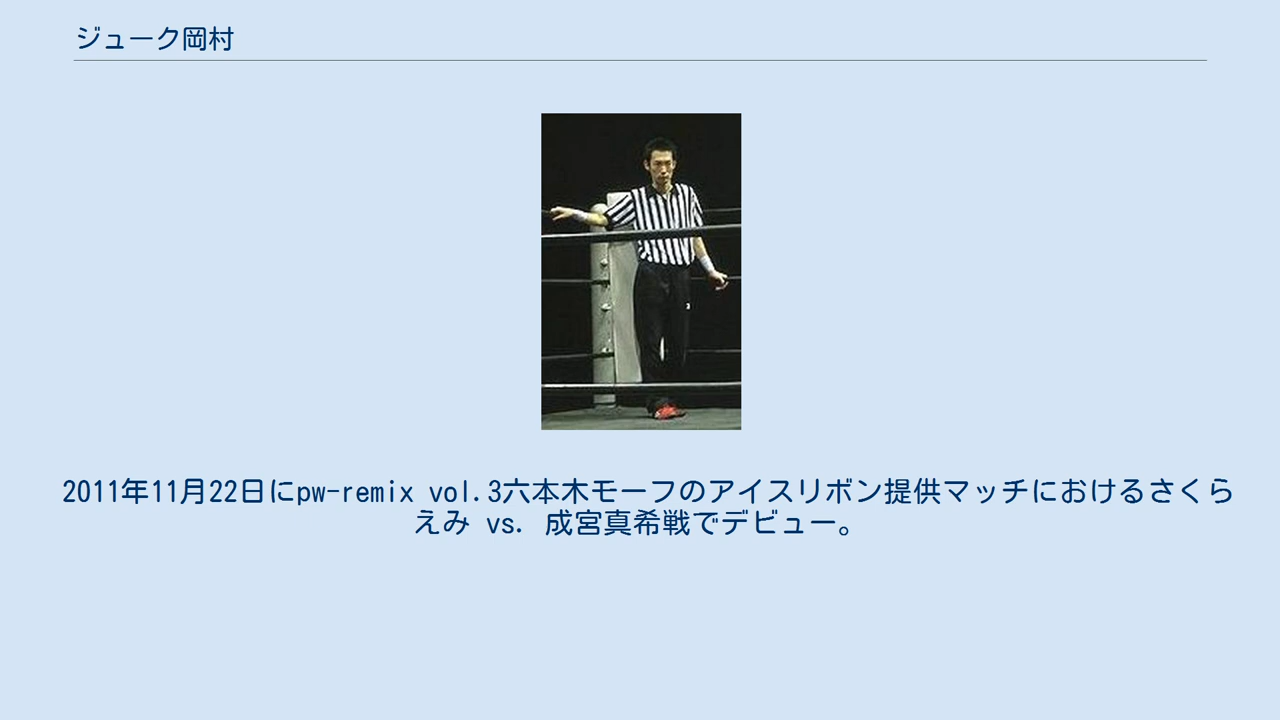 ジューク岡村
2011年11月22日にpw-remix vol.3六本木モーフのアイスリボン提供マッチにおけるさくら
えみ vs. 成宮真希戦でデビュー。